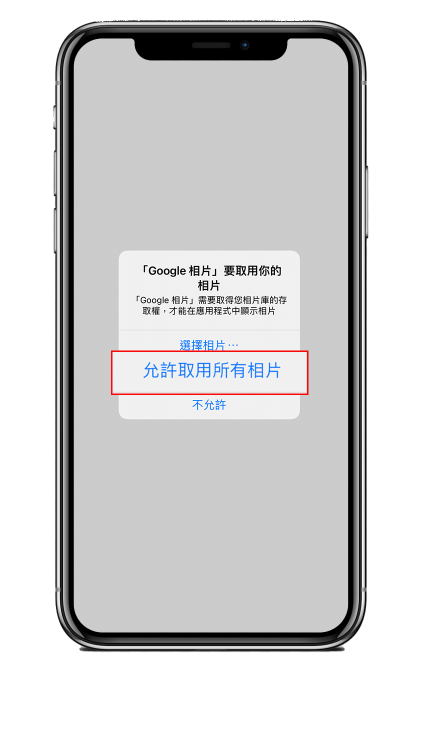 「Google 相片」要取用你的
相片
「Google 相片」需要取得您相片庫的存
取權，才能在應用程式中顯示相片
選擇相片⋯
允許取用所有相片
不允許